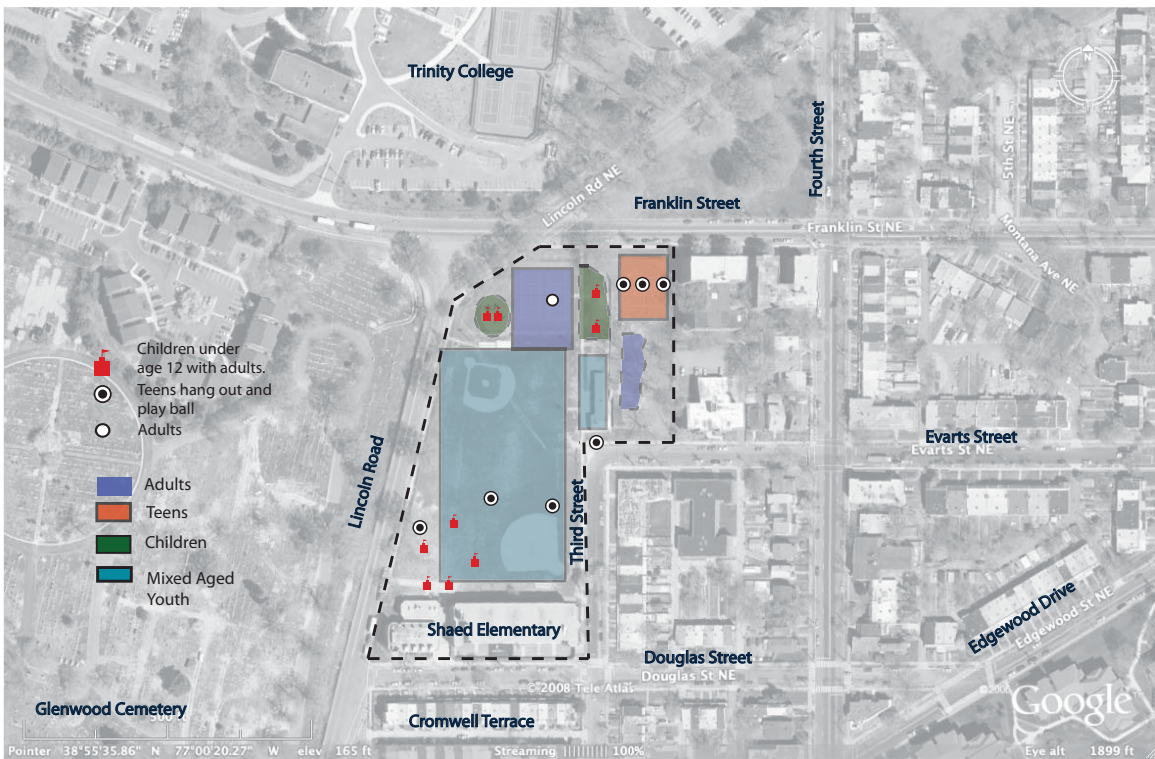 Trinity College
N
Fourth Street
5th St NE
Lincoln Rd NE
Franklin Street
Franklin St NE
Montana Ave NE
Children under
age 12 with adults.
Teens hang out and
play ball
Adults
Adults
Teens
Children
Mixed Aged
Youth
Lincoln Road
Third Street
Evarts Street
Evarts St NE
Edgewood Drive
Edgewood St NE
Shaed Elementary
Douglas Street
Douglas St NE
© 2008 Tele Atlas
Glenwood Cemetery
Cromwell Terrace
Google
Pointer 38°55'35.86" N 77°00'20.27" W elev 165 ft
Streaming 100%
Eye alt 1899 ft